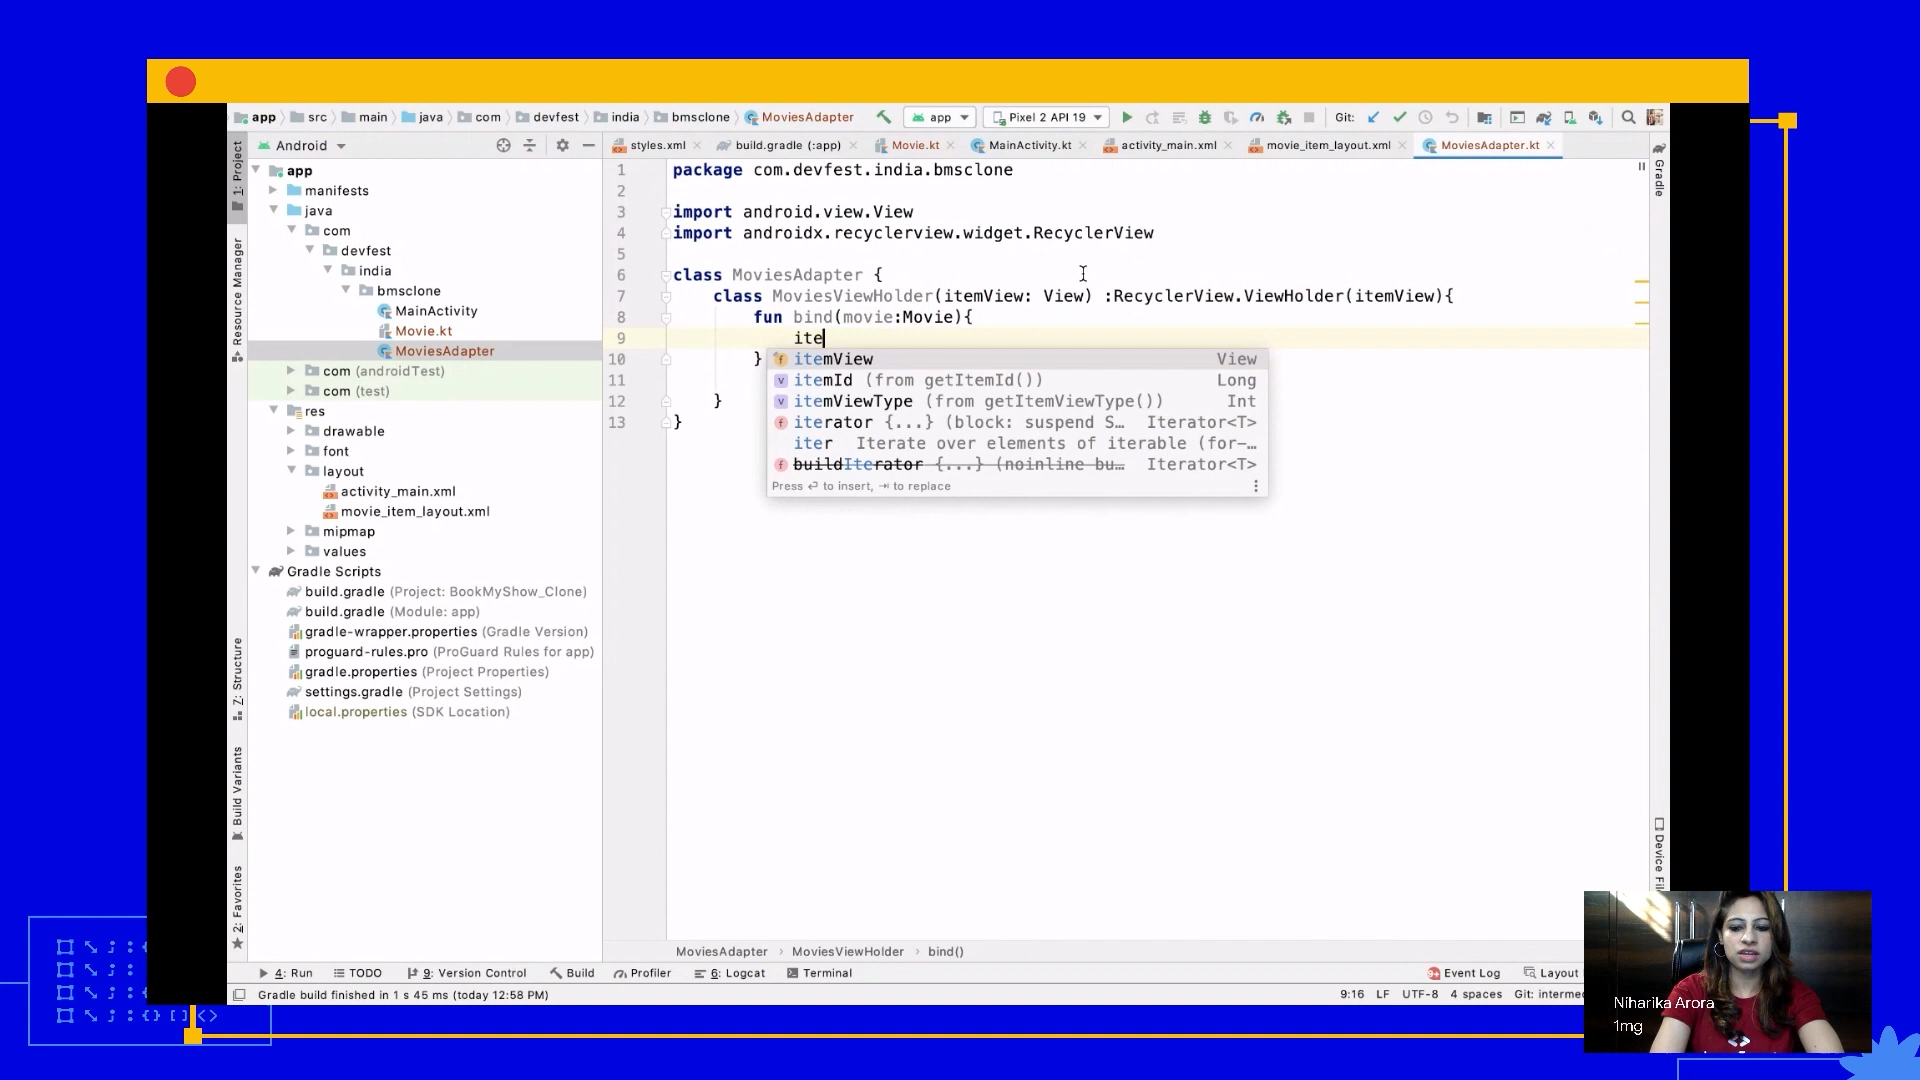 app src main java com devfest india bmsclone MoviesAdapter app Pixel 2 API 19 Git:
Android
styles.xml build.gradle (:app) Movie.kt MainActivity.kt activity_main.xml movie_item_layout.xml MoviesAdapter.kt
1: Project
Resource Manager
Z: Structure
Build Variants
2: Favorites
app
manifests
java
com
devfest
india
bmsclone
MainActivity
Movie.kt
MoviesAdapter
com (androidTest)
com (test)
res
drawable
font
layout
activity_main.xml
movie_item_layout.xml
mipmap
values
Gradle Scripts
build.gradle (Project: BookMyShow_Clone)
build.gradle (Module: app)
gradle-wrapper.properties (Gradle Version)
proguard-rules.pro (ProGuard Rules for app)
gradle.properties (Project Properties)
settings.gradle (Project Settings)
local.properties (SDK Location)
1 package com.devfest.india.bmsclone
2
3 import android.view.View
4 import androidx.recyclerview.widget.RecyclerView
5
6 class MoviesAdapter {
7 class MoviesViewHolder(itemView: View) :RecyclerView.ViewHolder(itemView){
8 fun bind(movie:Movie){
9 ite
10 }
11
12 }
13 }
itemView View
itemId (from getItemId()) Long
itemViewType (from getItemViewType()) Int
iterator {...} (block: suspend S… Iterator<T>
iter Iterate over elements of iterable (for-…
buildIterator {...} (noinline bu… Iterator<T>
Press ⏎ to insert, ⇥ to replace
Gradle
Device Fil
MoviesAdapter › MoviesViewHolder › bind()
4: Run TODO 9: Version Control Build Profiler 6: Logcat Terminal 9+ Event Log Layout
Gradle build finished in 1 s 45 ms (today 12:58 PM) 9:16 LF UTF-8 4 spaces Git:
Niharika Arora
1mg